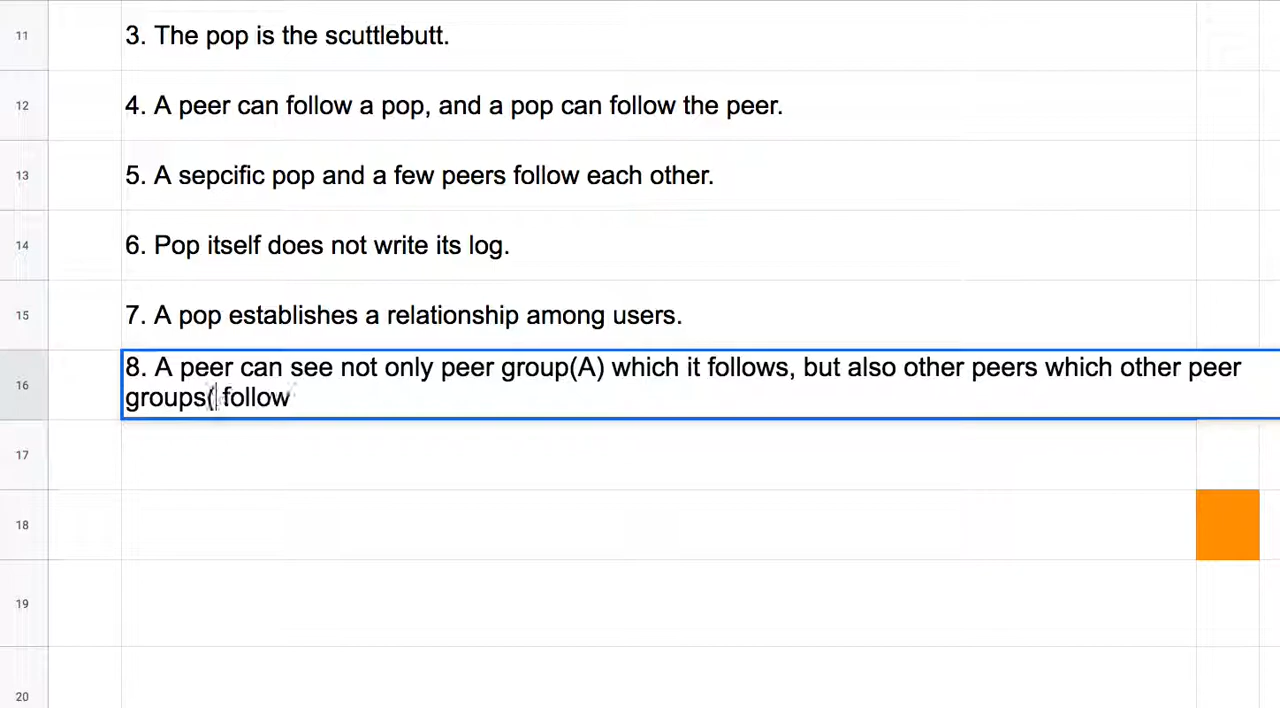 11 3. The pop is the scuttlebutt.
12 4. A peer can follow a pop, and a pop can follow the peer.
13 5. A sepcific pop and a few peers follow each other.
14 6. Pop itself does not write its log.
15 7. A pop establishes a relationship among users.
8. A peer can see not only peer group(A) which it follows, but also other peers which other peer
16 groups( follow
17
18
19
20